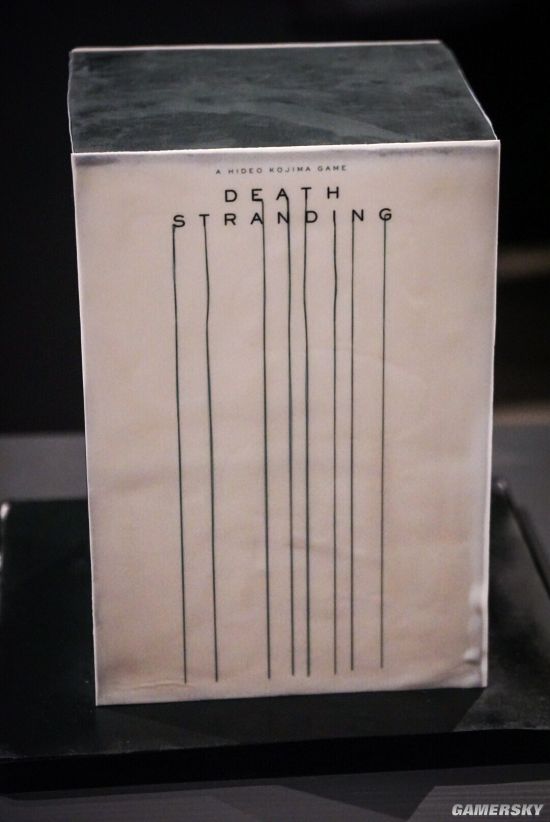 A HIDEO KOJIMA GAME
DEATH
STRANDING
GAMERSKY